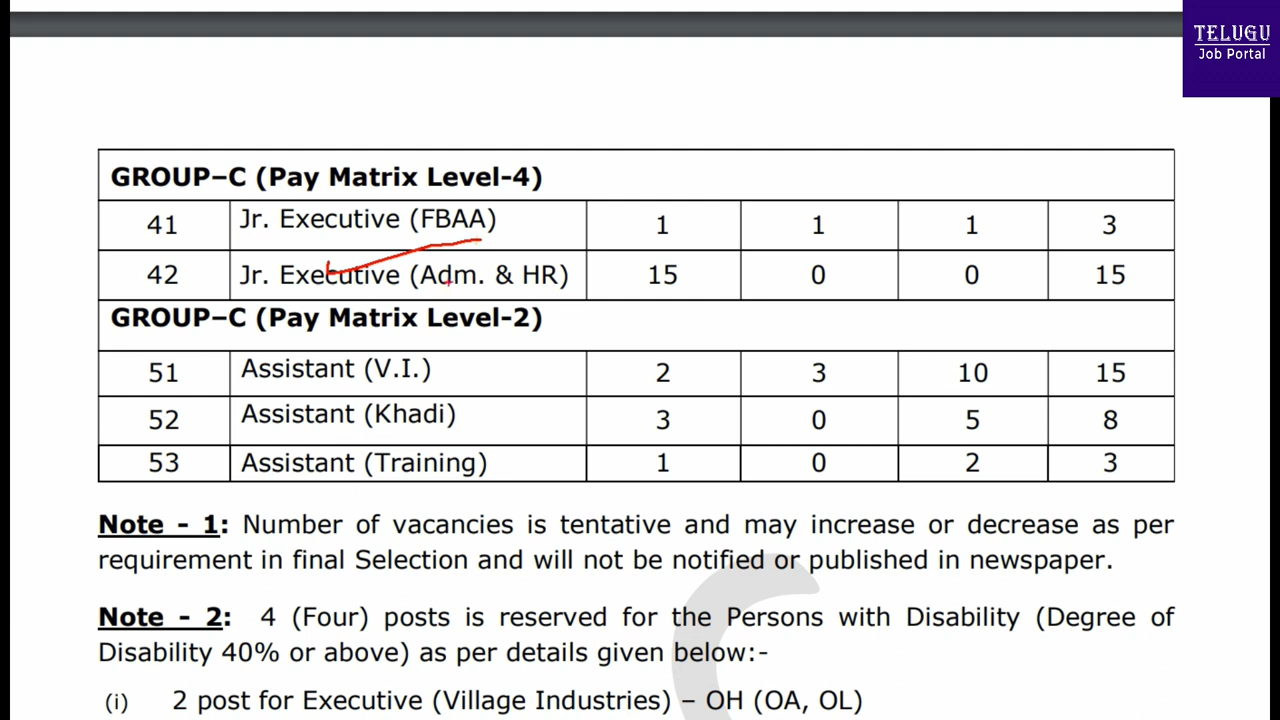 TELUGU
Job Portal
GROUP–C (Pay Matrix Level-4)
41 Jr. Executive (FBAA) 1 1 1 3
42 Jr. Executive (Adm. & HR) 15 0 0 15
GROUP–C (Pay Matrix Level-2)
51 Assistant (V.I.) 2 3 10 15
52 Assistant (Khadi) 3 0 5 8
53 Assistant (Training) 1 0 2 3
Note - 1: Number of vacancies is tentative and may increase or decrease as per
requirement in final Selection and will not be notified or published in newspaper.
Note - 2: 4 (Four) posts is reserved for the Persons with Disability (Degree of
Disability 40% or above) as per details given below:-
(i) 2 post for Executive (Village Industries) – OH (OA, OL)